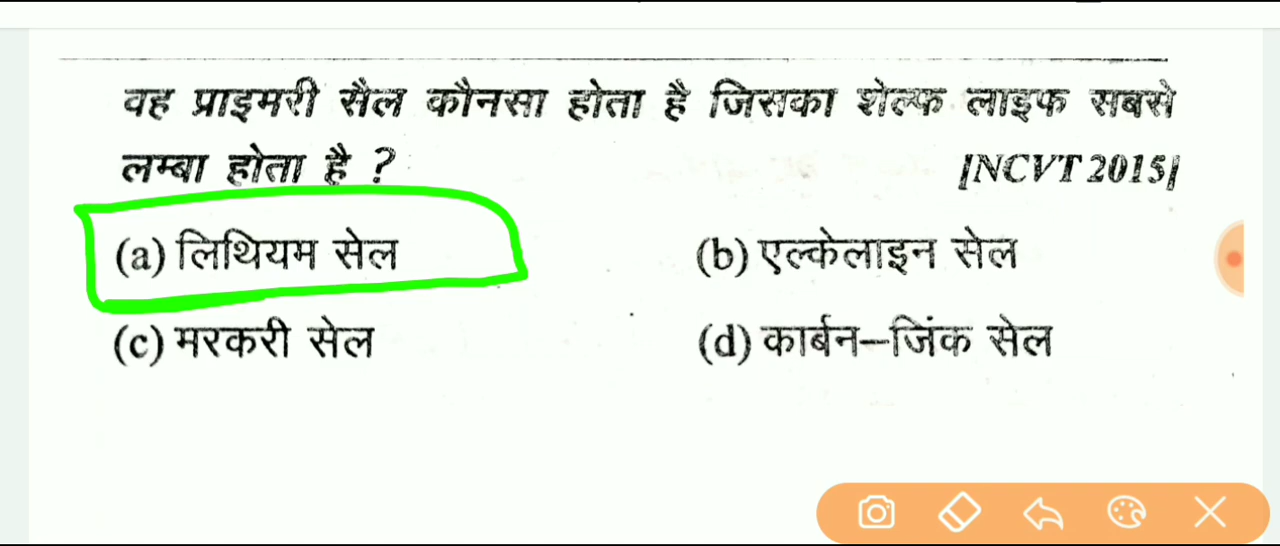 वह प्राइमरी सैल कौनसा होता है जिसका शेल्फ लाइफ सबसे
लम्बा होता है ? [NCVT 2015]
(a) लिथियम सेल (b) एल्केलाइन सेल
(c) मरकरी सेल (d) कार्बन–जिंक सेल